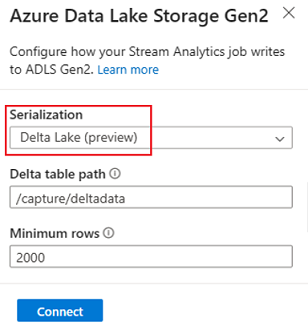 Azure Data Lake Storage Gen2
Configure how your Stream Analytics job writes
to ADLS Gen2. Learn more
Serialization
Delta Lake (preview)
Delta table path
/capture/deltadata
Minimum rows
2000
Connect